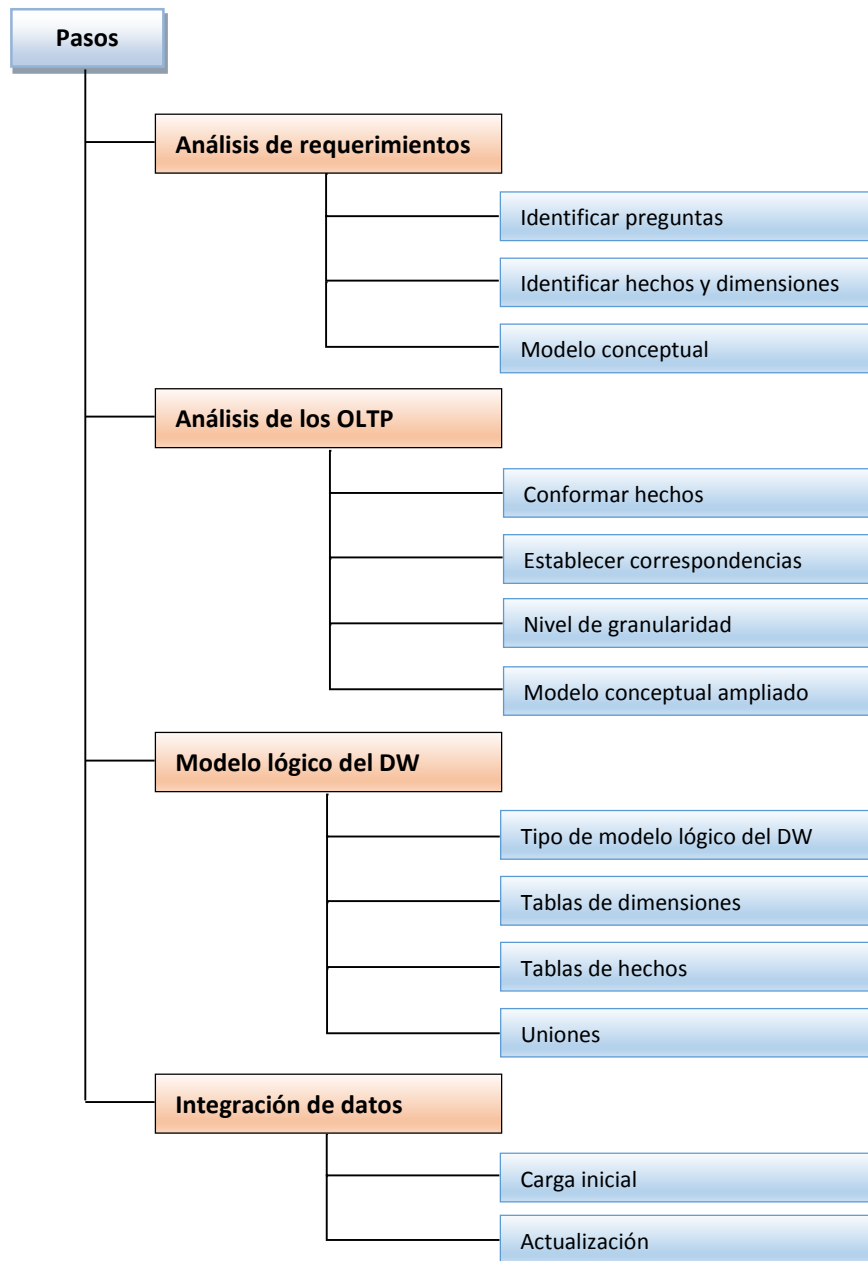 Pasos
Análisis de requerimientos
Identificar preguntas
Identificar hechos y dimensiones
Modelo conceptual
Análisis de los OLTP
Conformar hechos
Establecer correspondencias
Nivel de granularidad
Modelo conceptual ampliado
Modelo lógico del DW
Tipo de modelo lógico del DW
Tablas de dimensiones
Tablas de hechos
Uniones
Integración de datos
Carga inicial
Actualización